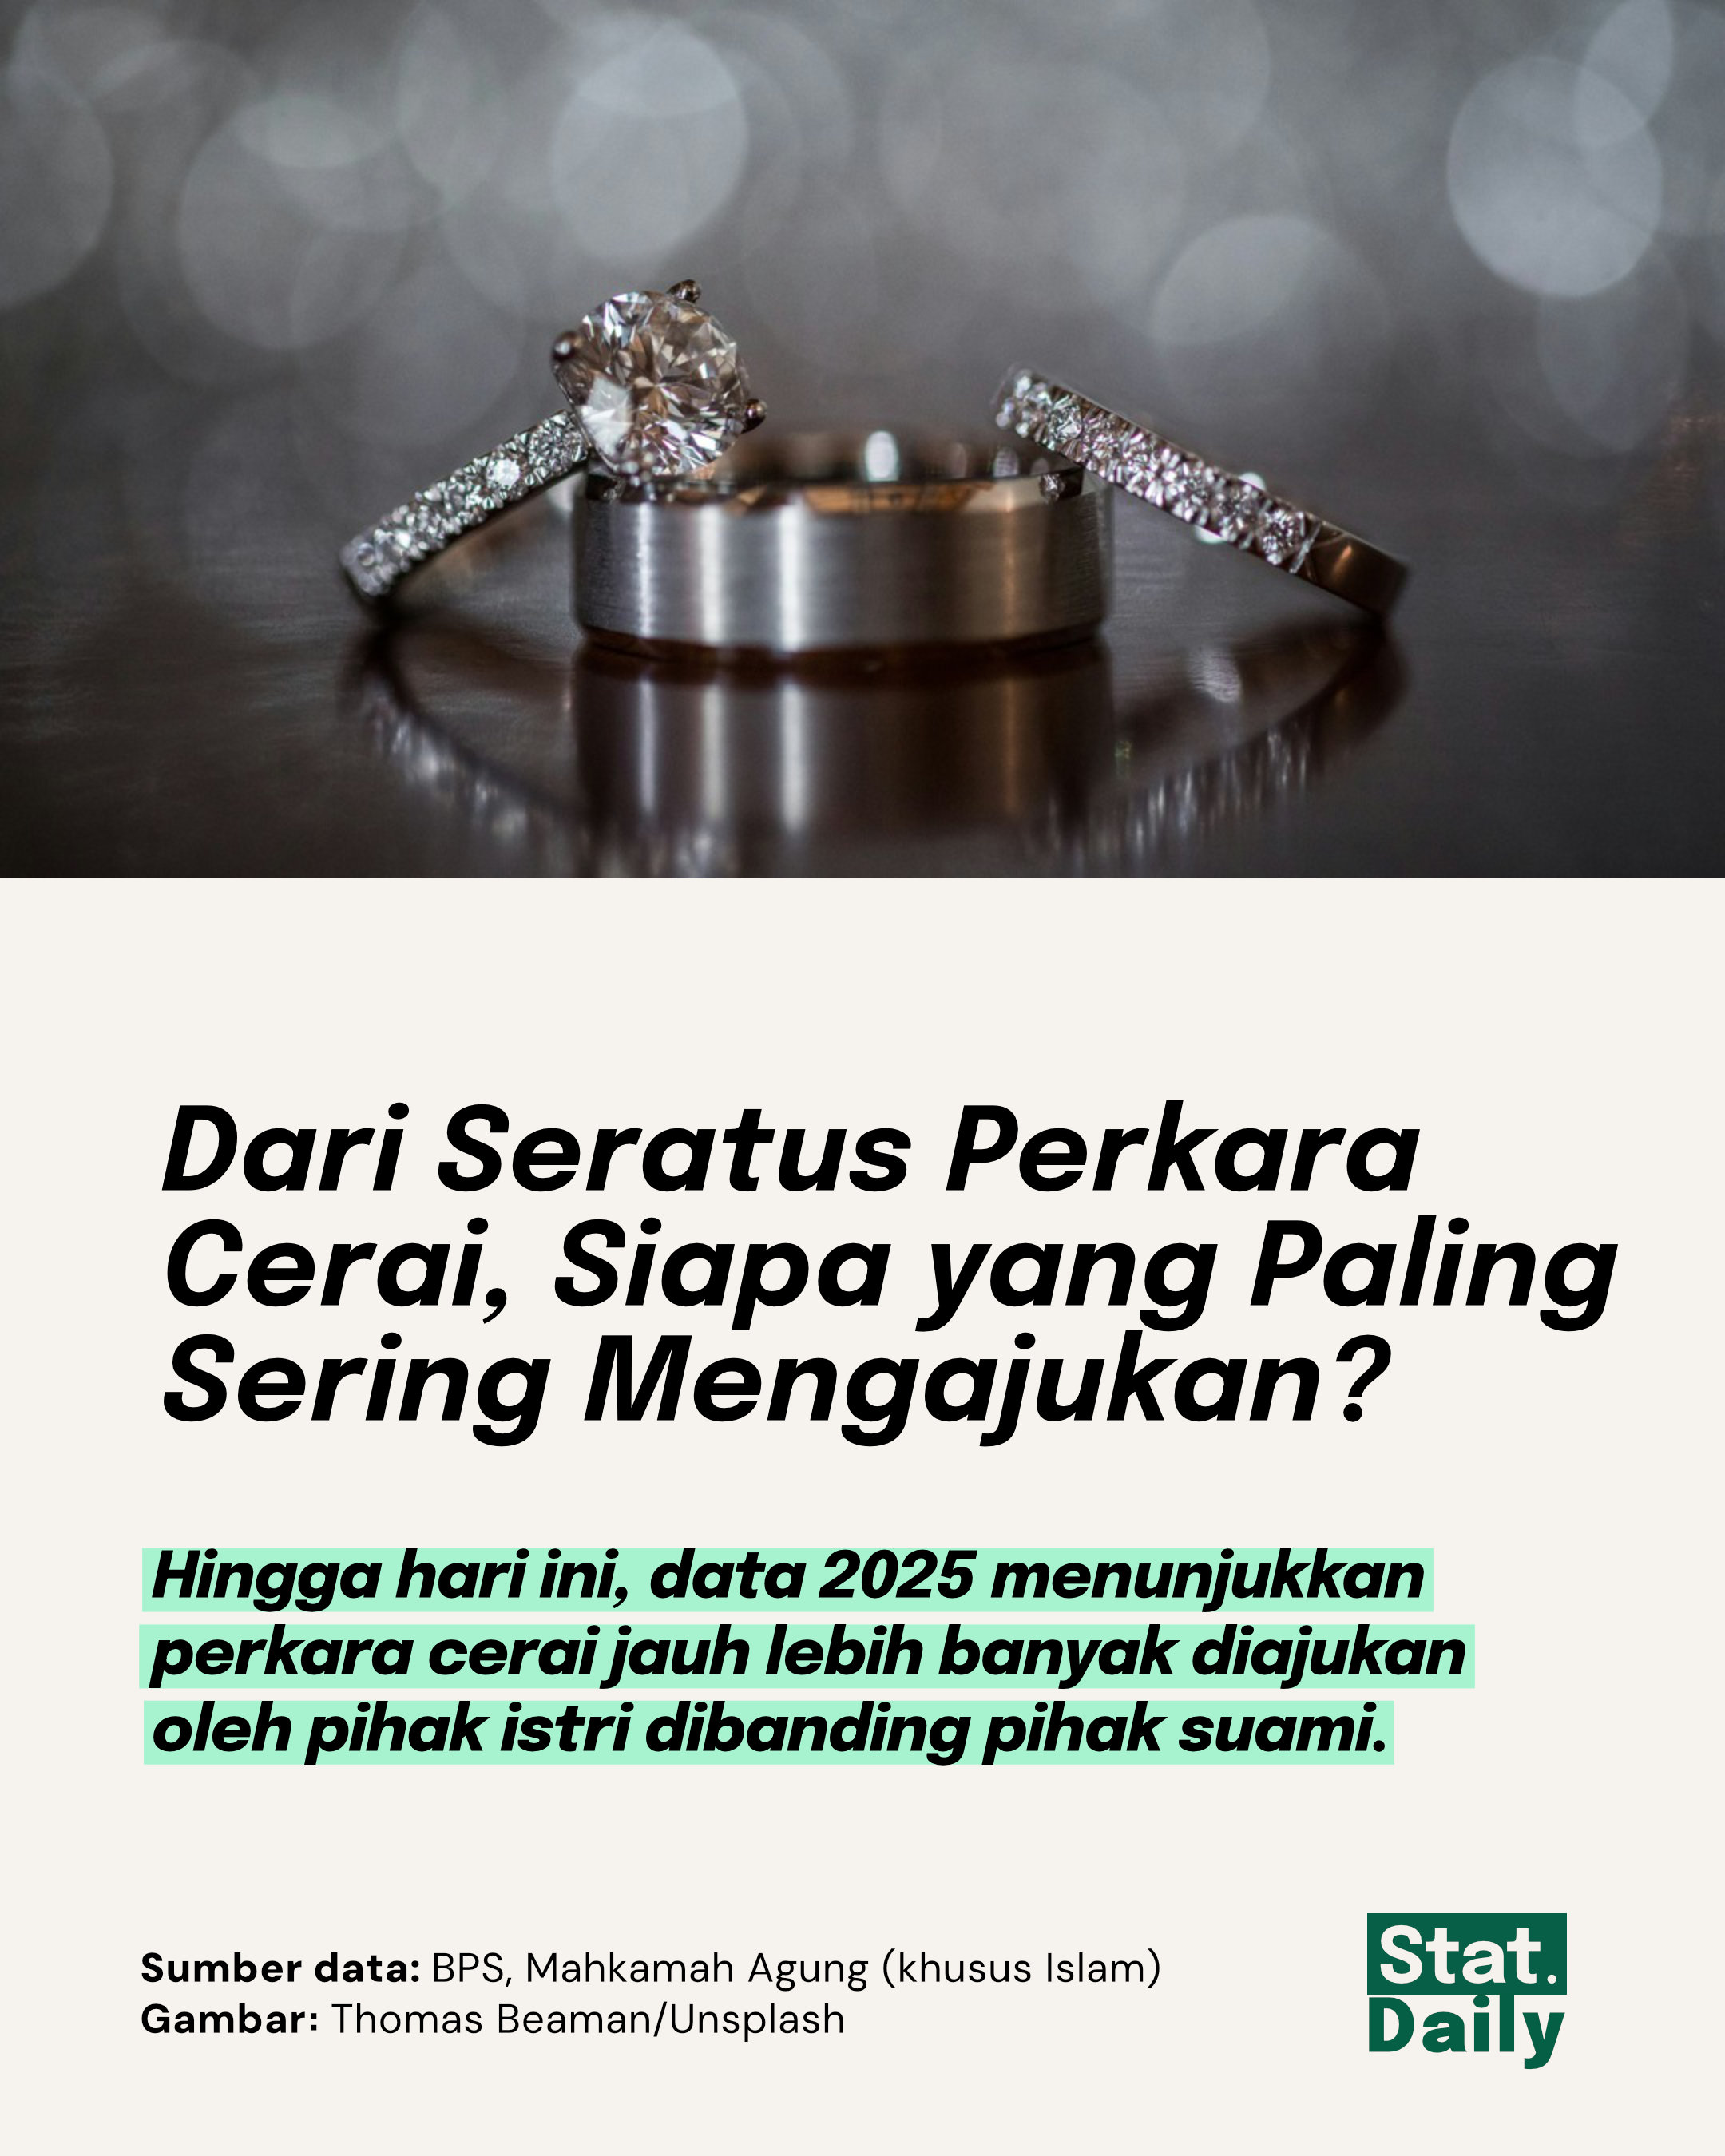 Dari Seratus Perkara
Cerai, Siapa yang Paling
Sering Mengajukan?
Hingga hari ini, data 2025 menunjukkan
perkara cerai jauh lebih banyak diajukan
oleh pihak istri dibanding pihak suami.
Sumber data: BPS, Mahkamah Agung (khusus Islam)
Gambar: Thomas Beaman/Unsplash
Stat.
Daily